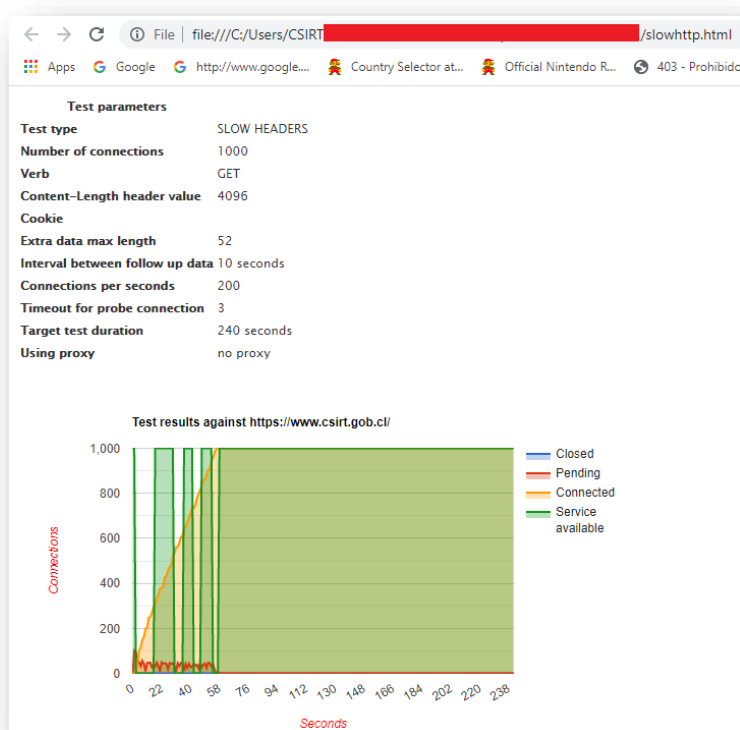 File file:///C:/Users/CSIRT /slowhttp.html
Apps Google http://www.google.... Country Selector at... Official Nintendo R... 403 - Prohibido
Test parameters
Test type SLOW HEADERS
Number of connections 1000
Verb GET
Content-Length header value 4096
Cookie
Extra data max length 52
Interval between follow up data 10 seconds
Connections per seconds 200
Timeout for probe connection 3
Target test duration 240 seconds
Using proxy no proxy
Test results against https://www.csirt.gob.cl/
1,000
800
600
400
200
0
Connections
0 22 40 58 76 94 112 130 148 166 184 202 220 238
Seconds
Closed
Pending
Connected
Service
available